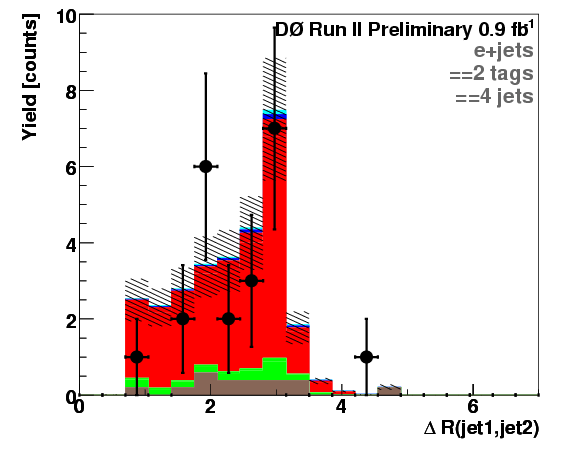 10
8
6
4
2
0
Yield [counts]
DØ Run II Preliminary 0.9 fb-1
e+jets
==2 tags
==4 jets
0 2 4 6
Δ R(jet1,jet2)